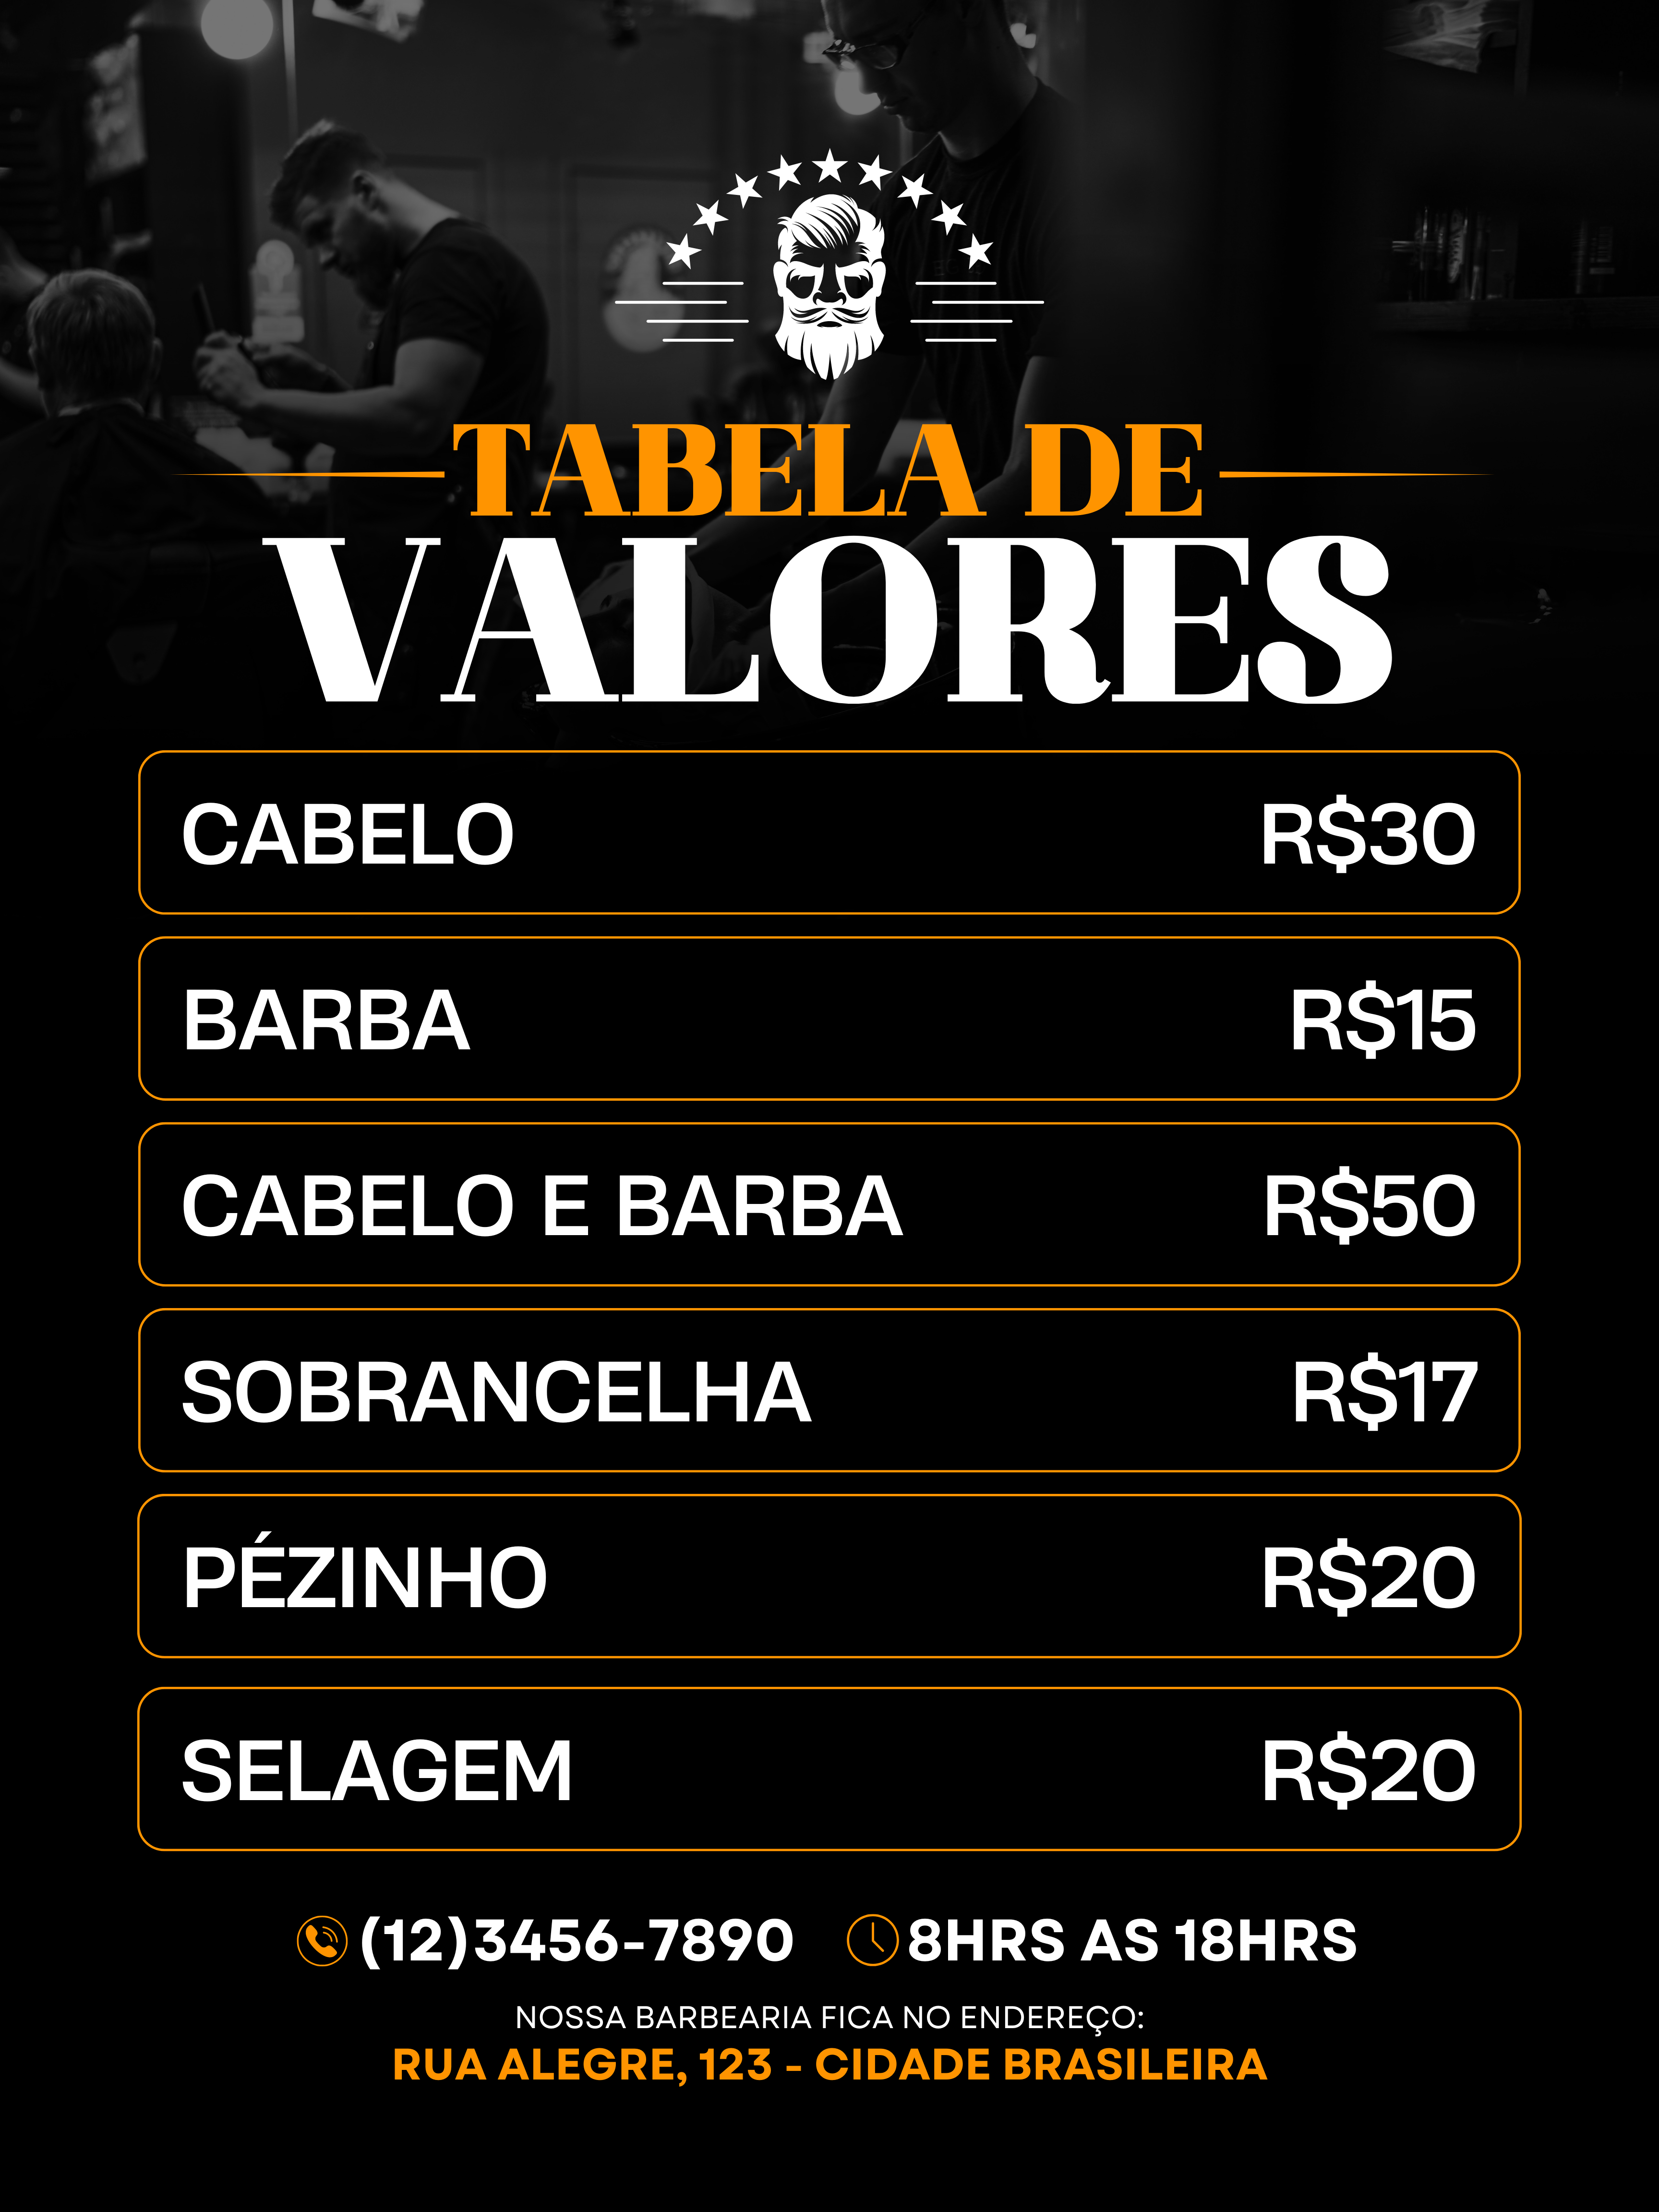 TABELA DE
VALORES
CABELO R$30
BARBA R$15
CABELO E BARBA R$50
SOBRANCELHA R$17
PÉZINHO R$20
SELAGEM R$20
(12)3456-7890 8HRS AS 18HRS
NOSSA BARBEARIA FICA NO ENDEREÇO:
RUA ALEGRE, 123 - CIDADE BRASILEIRA